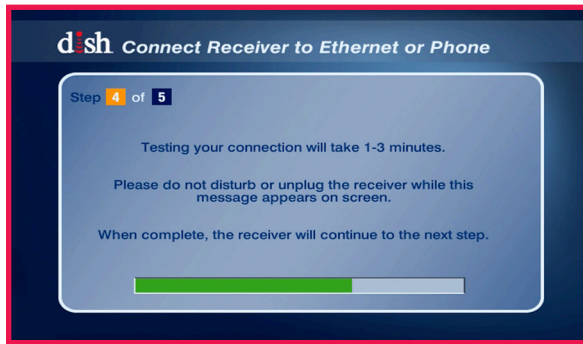 dish Connect Receiver to Ethernet or Phone
Step 4 of 5
Testing your connection will take 1-3 minutes.
Please do not disturb or unplug the receiver while this
message appears on screen.
When complete, the receiver will continue to the next step.